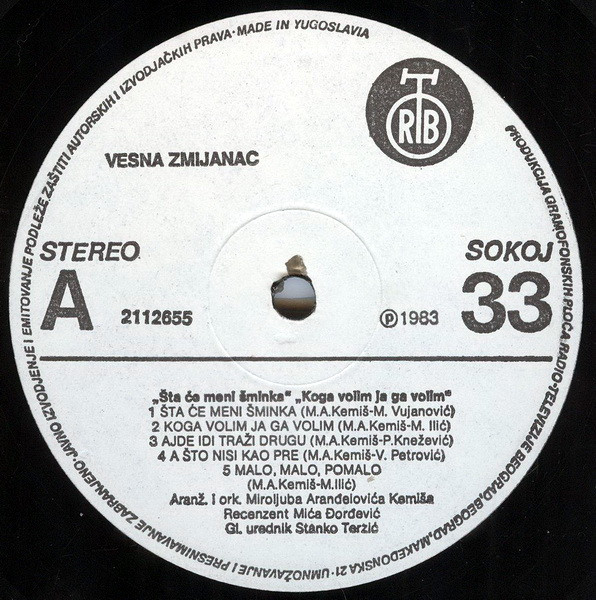 JAVNO IZVODJENJE I EMITOVANJE PODLEŽE ZAŠTITI AUTORSKIH I IZVODJAČKIH PRAVA·MADE IN YUGOSLAVIA
PRODUKCIJA GRAMOFONSKIH PLOČA RADIO-TELEVIZIJE BEOGRAD, BEOGRAD, MAKEDONSKA 21·UMNOŽAVANJE I PRESNIMAVANJE ZABRANJENO·
RTB
VESNA ZMIJANAC
STEREO
SOKOJ
A
2112655
℗1983
33
„Šta će meni šminka“ „Koga volim ja ga volim“
1 ŠTA ĆE MENI ŠMINKA (M.A.Kemiš-M. Vujanović)
2 KOGA VOLIM JA GA VOLIM (M.A.Kemiš-M. Ilić)
3 AJDE IDI TRAŽI DRUGU (M.A.Kemiš-P.Knežević)
4 A ŠTO NISI KAO PRE (M.A.Kemiš-V. Petrović)
5 MALO, MALO, POMALO
(M.A.Kemiš-M.Ilić)
Aranž. i ork. Miroljuba Aranđelovića Kemiša
Recenzent Mića Đorđević
Gl. urednik Stanko Terzić